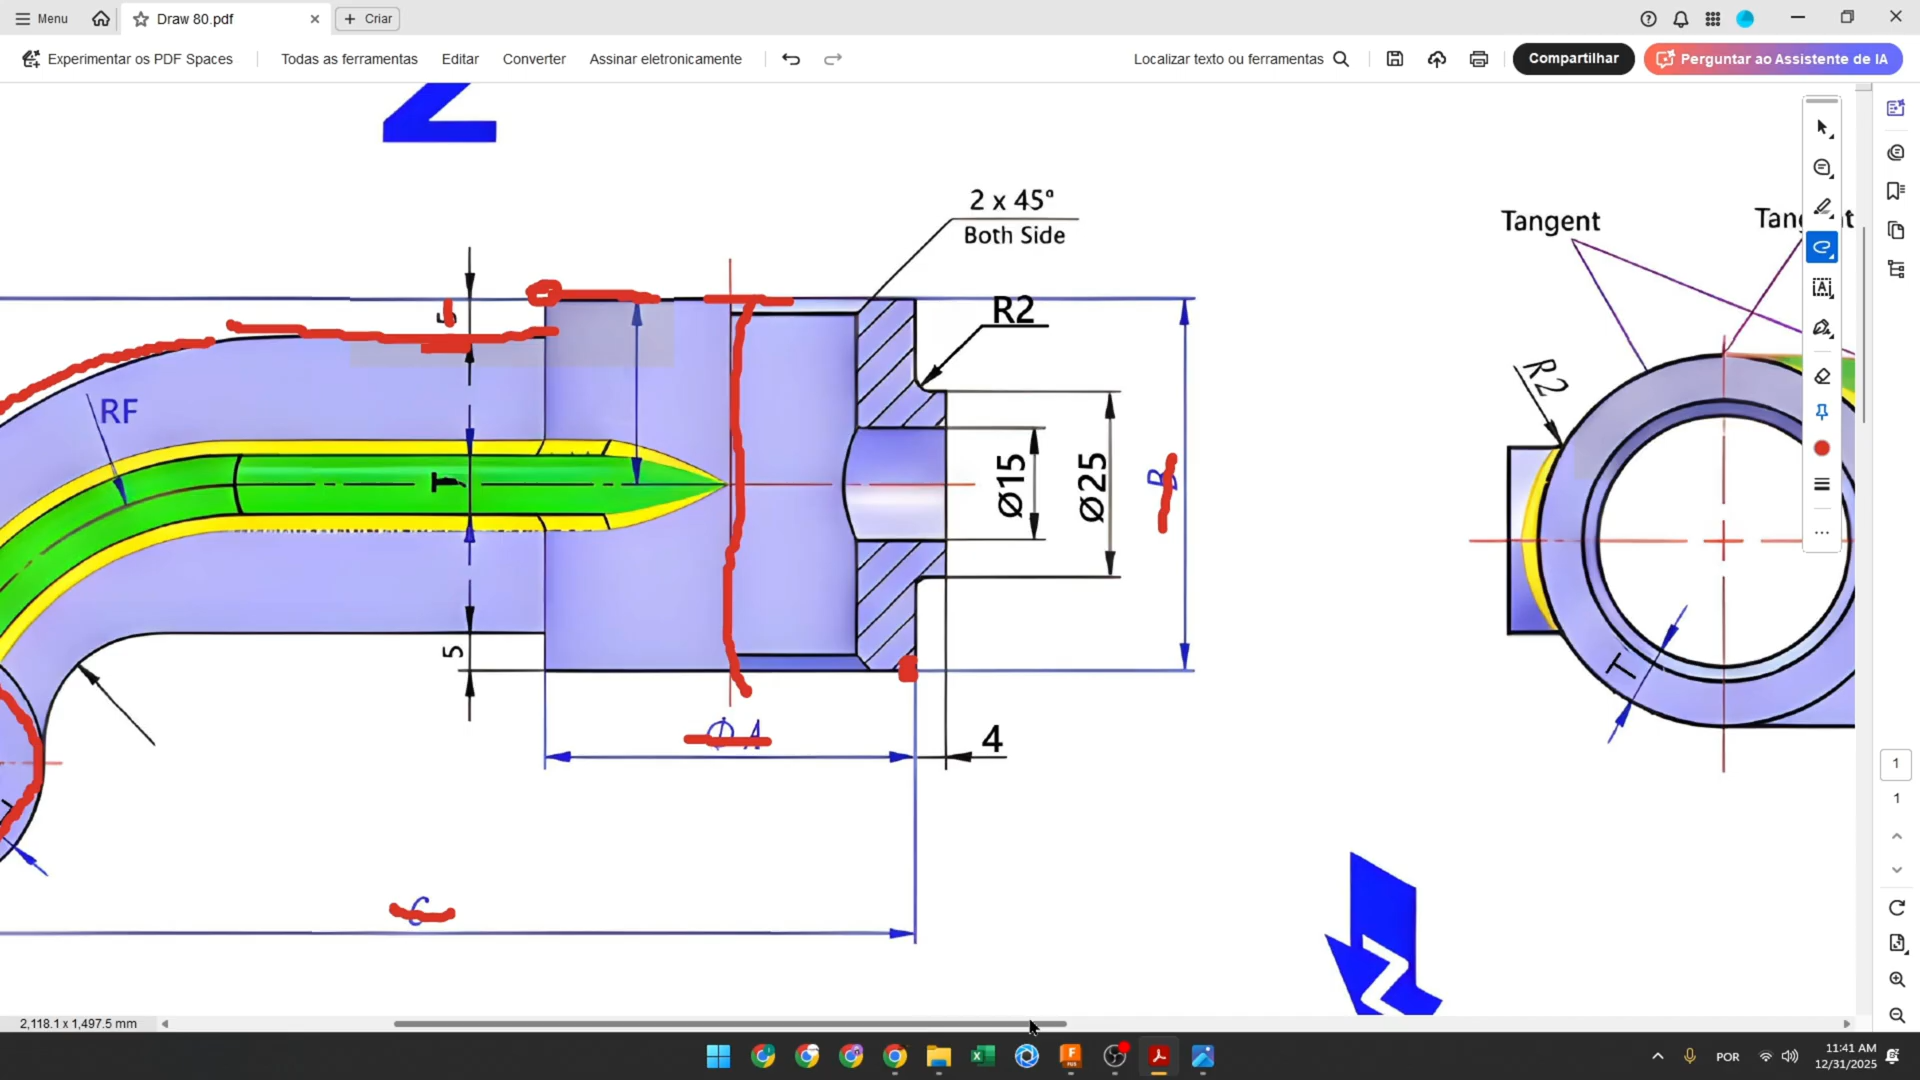 Menu
Draw 80.pdf
Criar
Experimentar os PDF Spaces
Todas as ferramentas
Editar
Converter
Assinar eletronicamente
Localizar texto ou ferramentas
Compartilhar
Perguntar ao Assistente de IA
Z
2 x 45°
Both Side
Tangent
R2
R2
RF
T
Ø15
Ø25
B
T
5
Φ A
4
C
Z
1
1
2,118.1 x 1,497.5 mm
POR
11:41 AM
12/31/2025